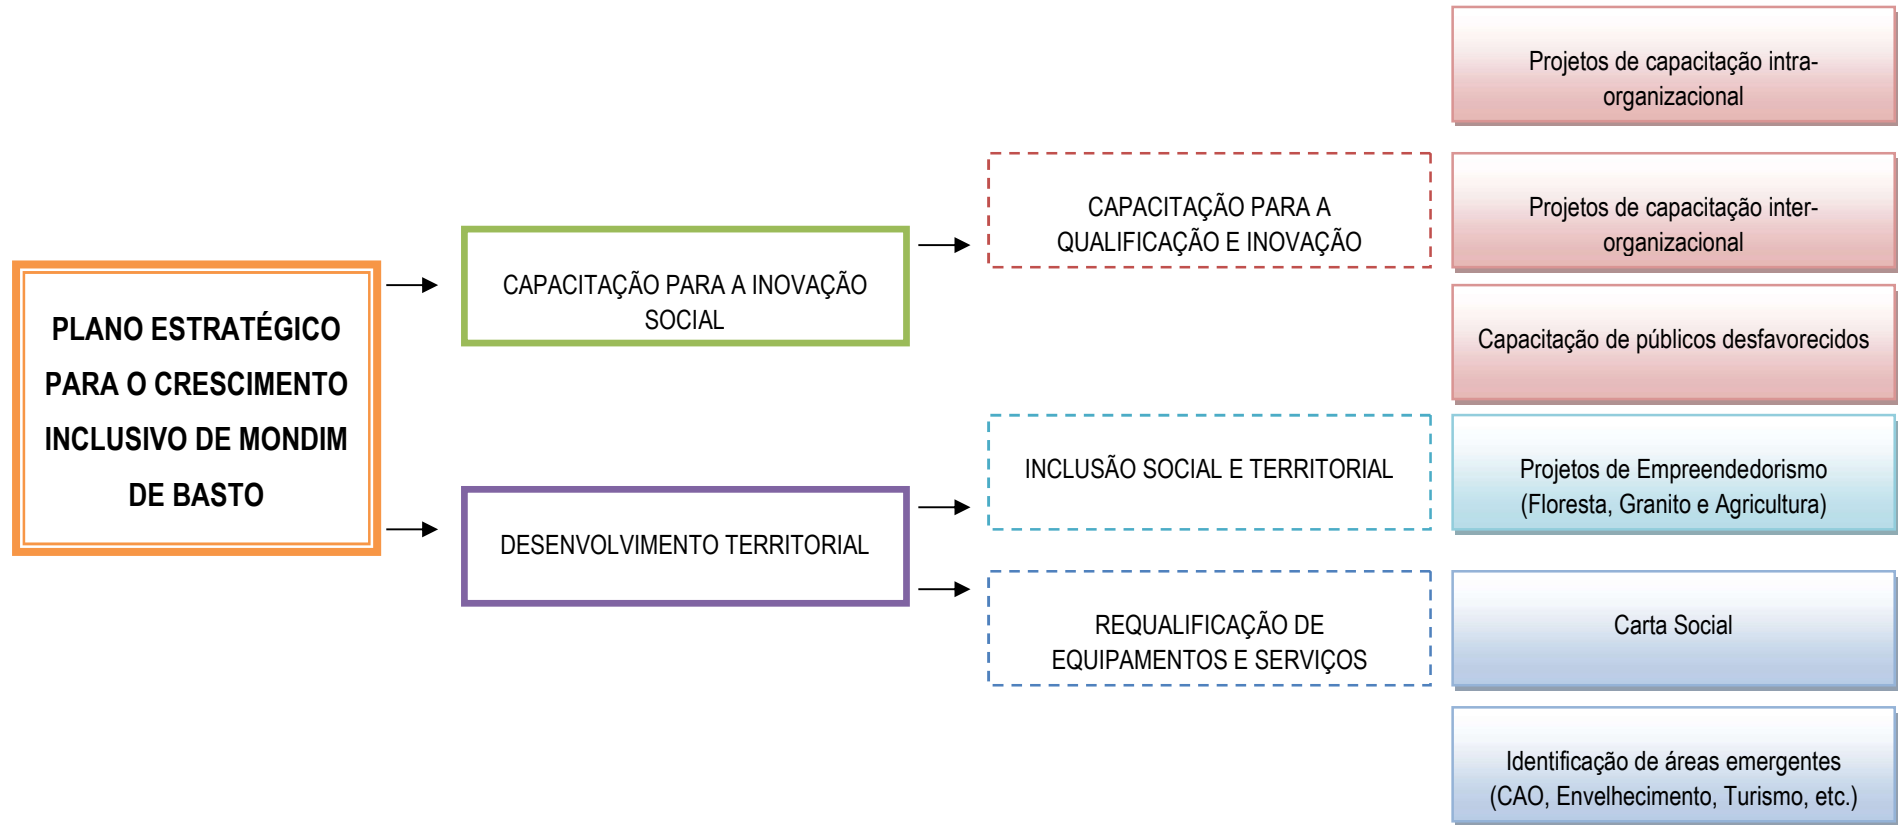 PLANO ESTRATÉGICO
PARA O CRESCIMENTO
INCLUSIVO DE MONDIM
DE BASTO
CAPACITAÇÃO PARA A INOVAÇÃO
SOCIAL
DESENVOLVIMENTO TERRITORIAL
CAPACITAÇÃO PARA A
QUALIFICAÇÃO E INOVAÇÃO
INCLUSÃO SOCIAL E TERRITORIAL
REQUALIFICAÇÃO DE
EQUIPAMENTOS E SERVIÇOS
Projetos de capacitação intra-
organizacional
Projetos de capacitação inter-
organizacional
Capacitação de públicos desfavorecidos
Projetos de Empreendedorismo
(Floresta, Granito e Agricultura)
Carta Social
Identificação de áreas emergentes
(CAO, Envelhecimento, Turismo, etc.)